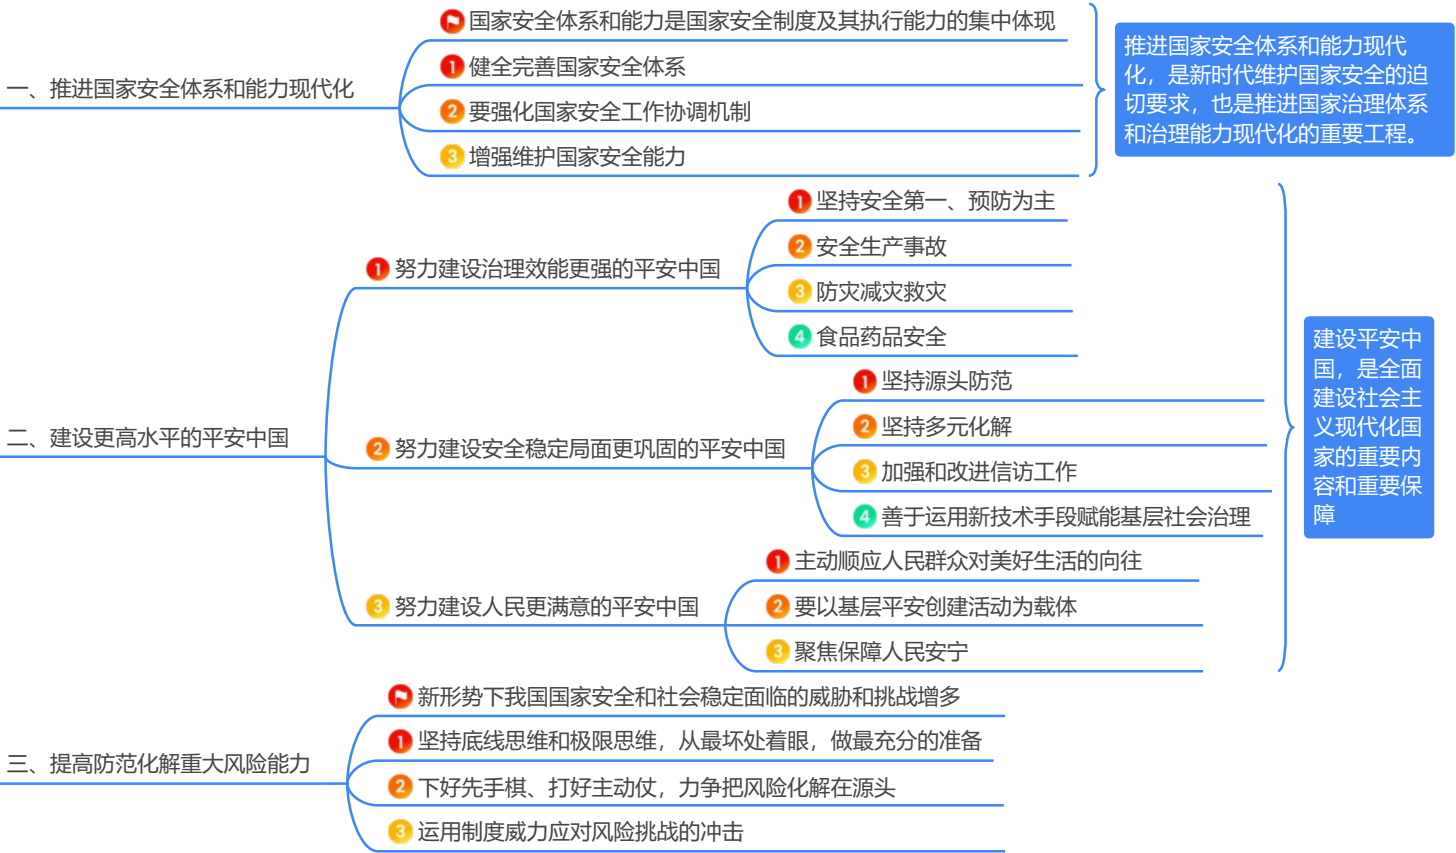 一、推进国家安全体系和能力现代化
国家安全体系和能力是国家安全制度及其执行能力的集中体现
1 健全完善国家安全体系
2 要强化国家安全工作协调机制
3 增强维护国家安全能力
推进国家安全体系和能力现代
化，是新时代维护国家安全的迫
切要求，也是推进国家治理体系
和治理能力现代化的重要工程。
二、建设更高水平的平安中国
1 努力建设治理效能更强的平安中国
1 坚持安全第一、预防为主
2 安全生产事故
3 防灾减灾救灾
4 食品药品安全
2 努力建设安全稳定局面更巩固的平安中国
1 坚持源头防范
2 坚持多元化解
3 加强和改进信访工作
4 善于运用新技术手段赋能基层社会治理
3 努力建设人民更满意的平安中国
1 主动顺应人民群众对美好生活的向往
2 要以基层平安创建活动为载体
3 聚焦保障人民安宁
建设平安中
国，是全面
建设社会主
义现代化国
家的重要内
容和重要保
障
三、提高防范化解重大风险能力
新形势下我国国家安全和社会稳定面临的威胁和挑战增多
1 坚持底线思维和极限思维，从最坏处着眼，做最充分的准备
2 下好先手棋、打好主动仗，力争把风险化解在源头
3 运用制度威力应对风险挑战的冲击